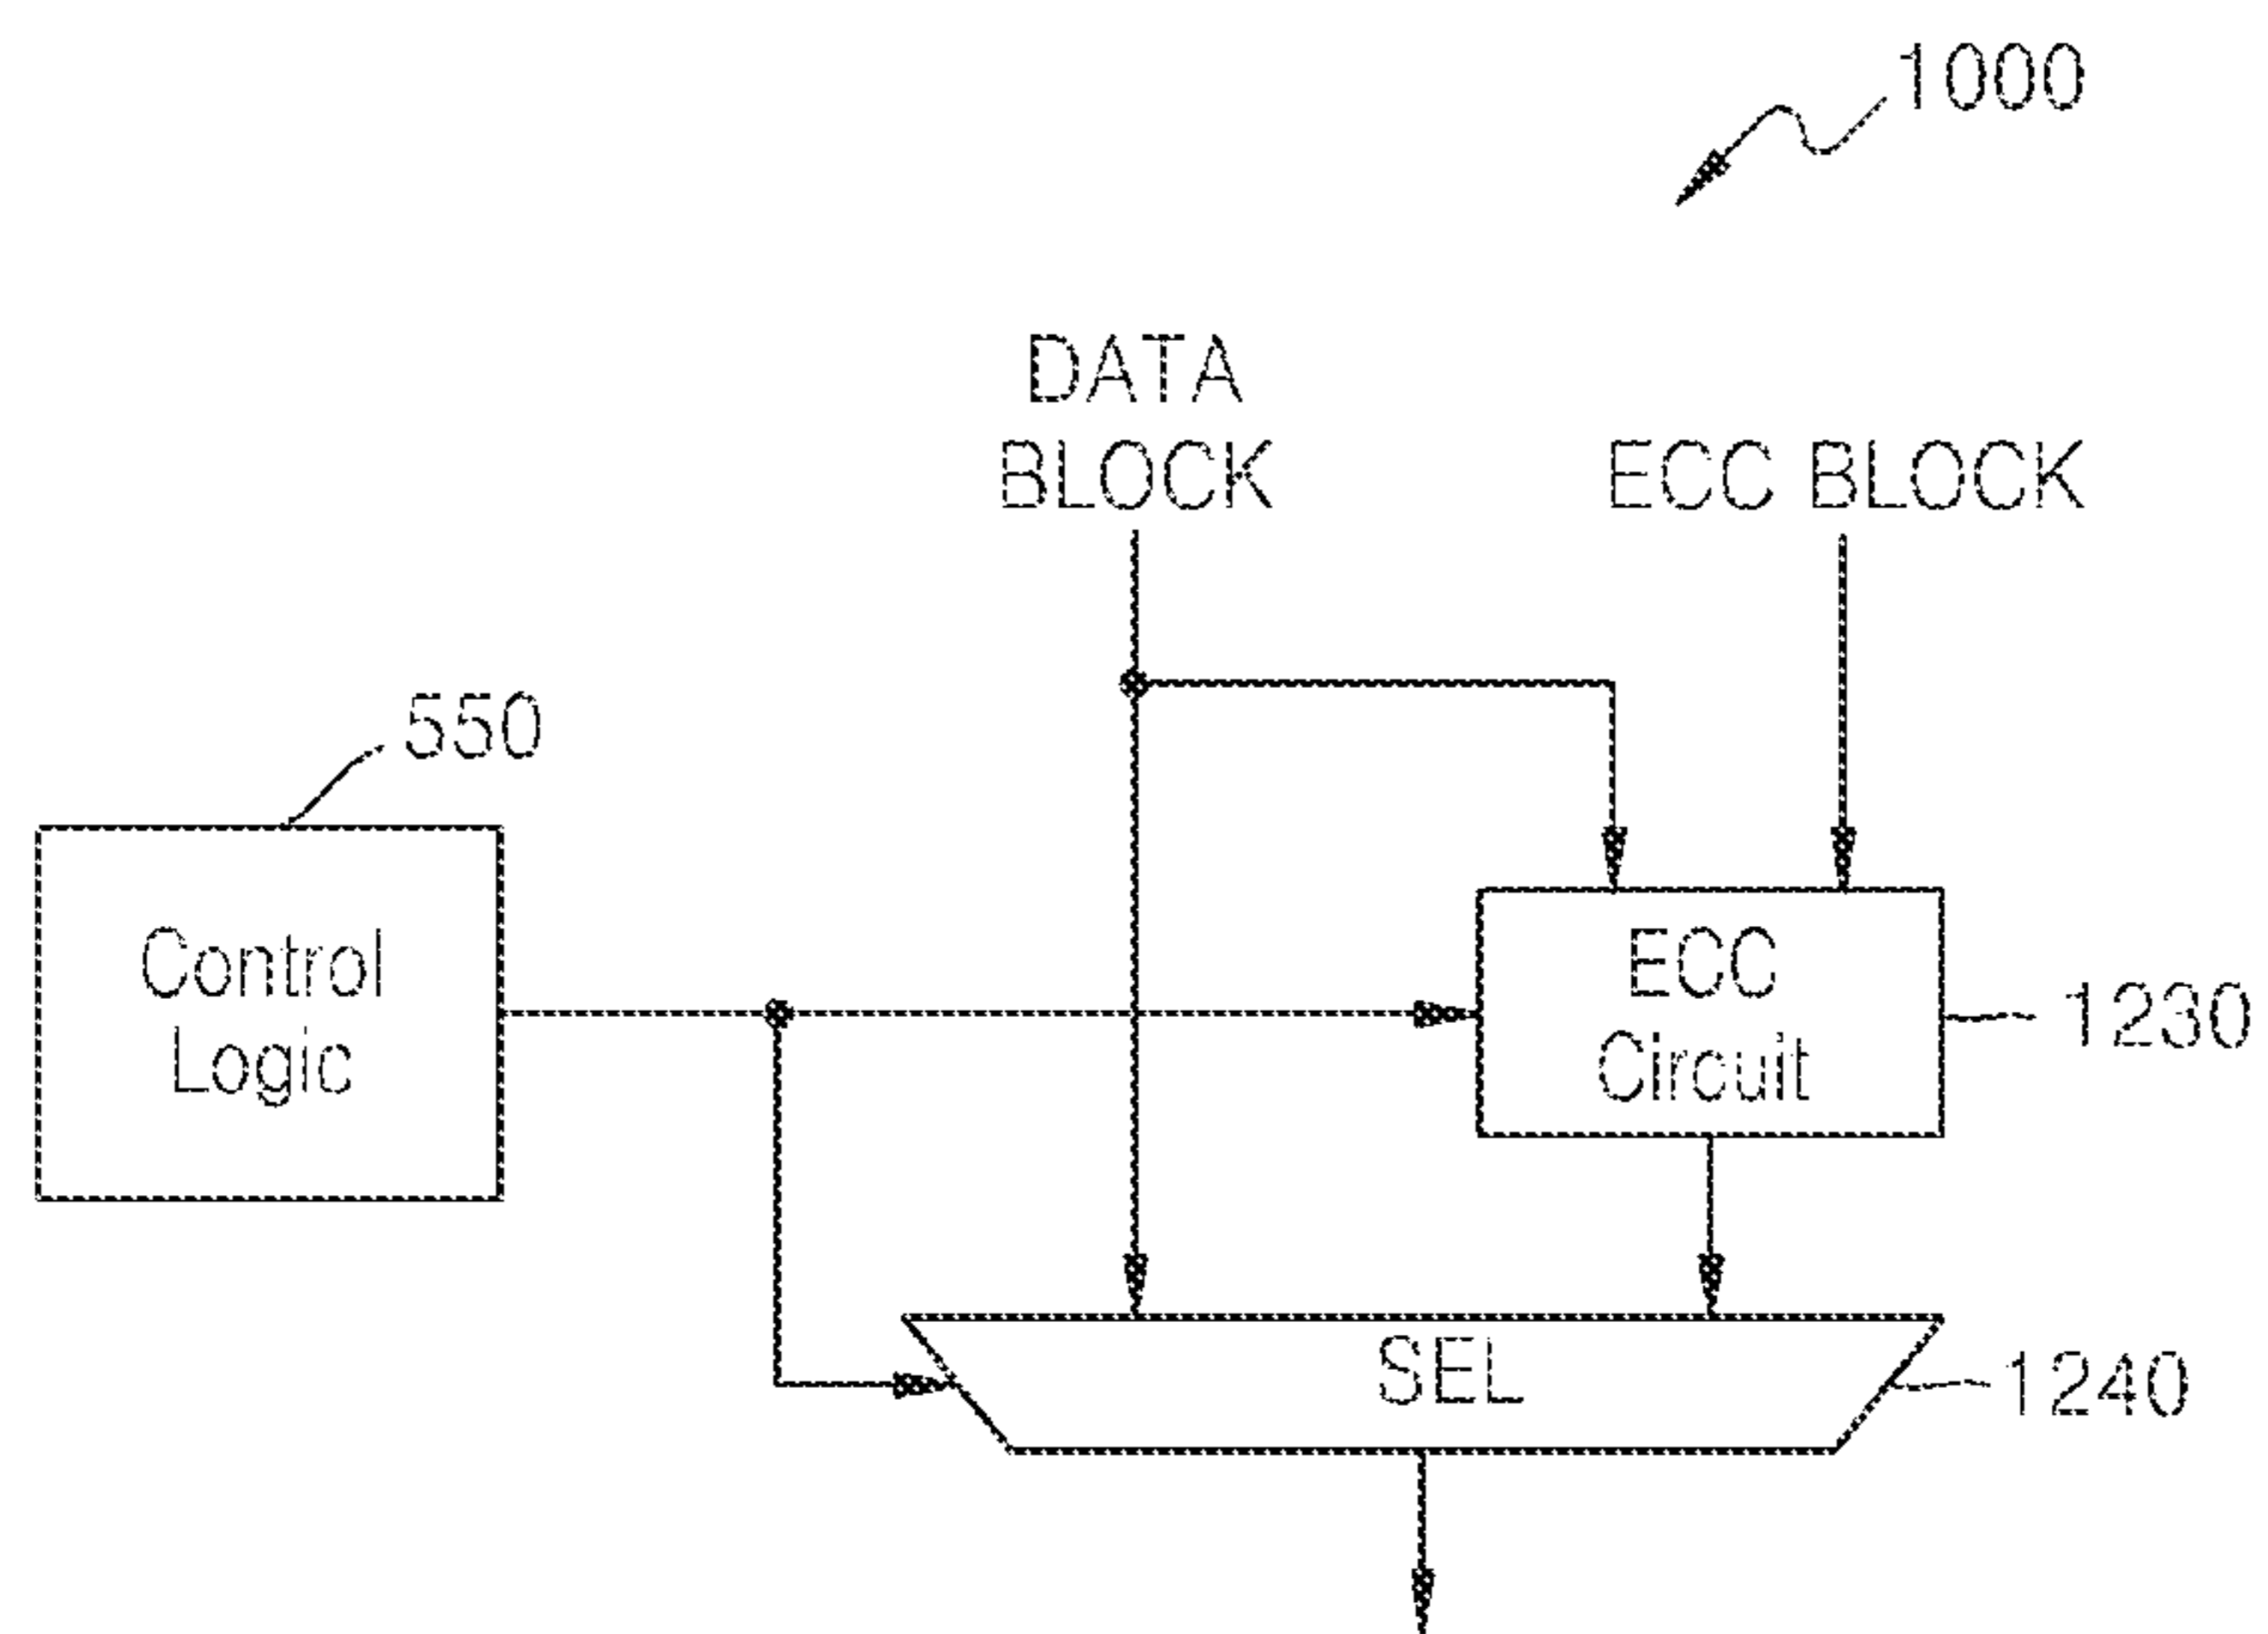 1000
DATA
BLOCK
ECC BLOCK
550
Control
Logic
ECC
Circuit
1230
SEL
1240